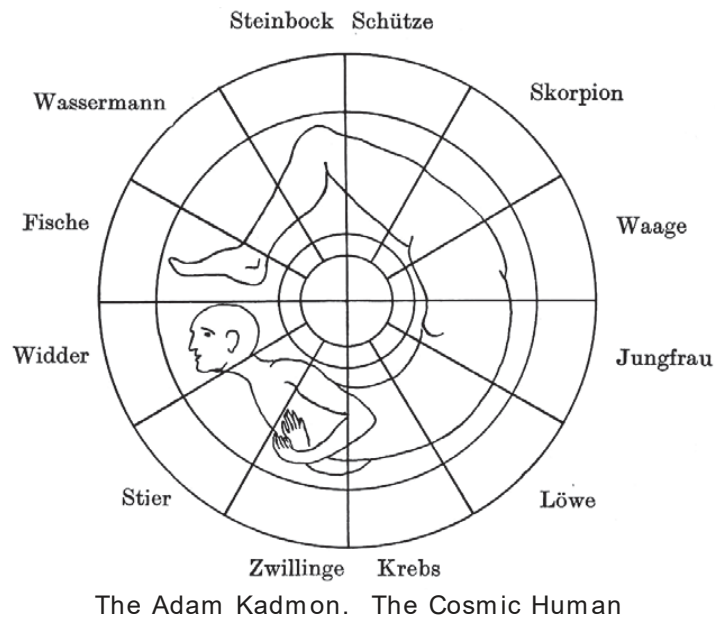 Steinbock Schütze
Wassermann
Skorpion
Fische
Waage
Widder
Jungfrau
Stier
Löwe
Zwillinge Krebs
The Adam Kadmon. The Cosmic Human